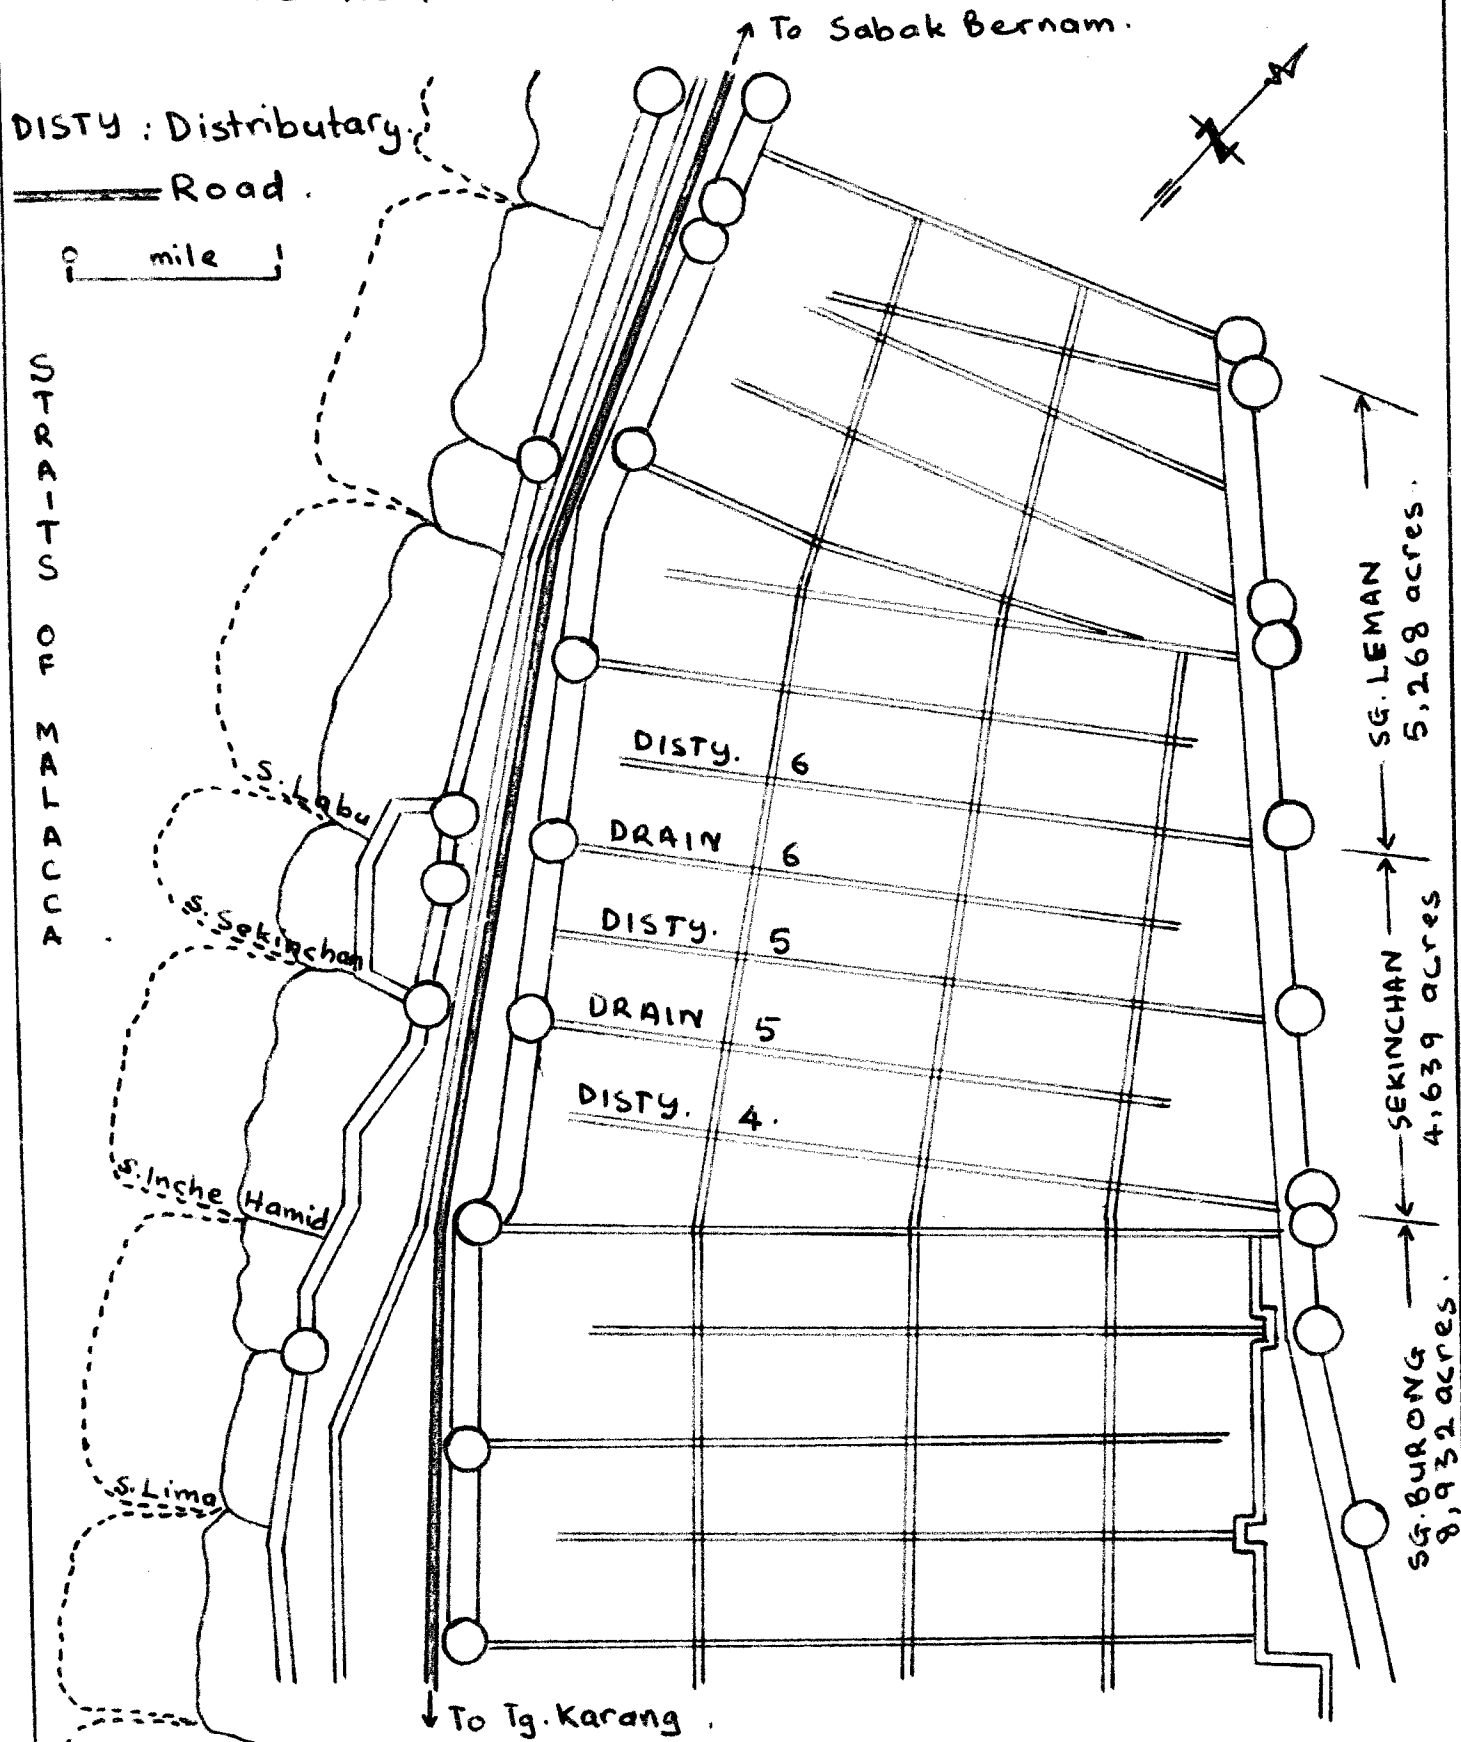 To Sabak Bernam.
DISTY : Distributary.
Road.
0 mile 1
STRAITS OF MALACCA
S. Labu
S. Sekinchan
S. Inche Hamid
S. Lima
DISTY. 6
DRAIN 6
DISTY. 5
DRAIN 5
DISTY. 4.
SG. LEMAN
5,268 acres.
SEKINCHAN
4,639 acres
SG. BURONG
8,932 acres.
To Tg. Karang.